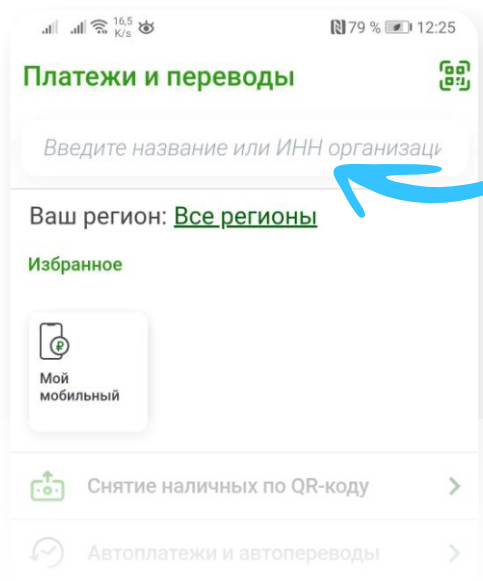 16,5
K/s
79 % 12:25
Платежи и переводы
Введите название или ИНН организаци
Ваш регион: Все регионы
Избранное
Мой
мобильный
Снятие наличных по QR-коду
Автоплатежи и автопереводы